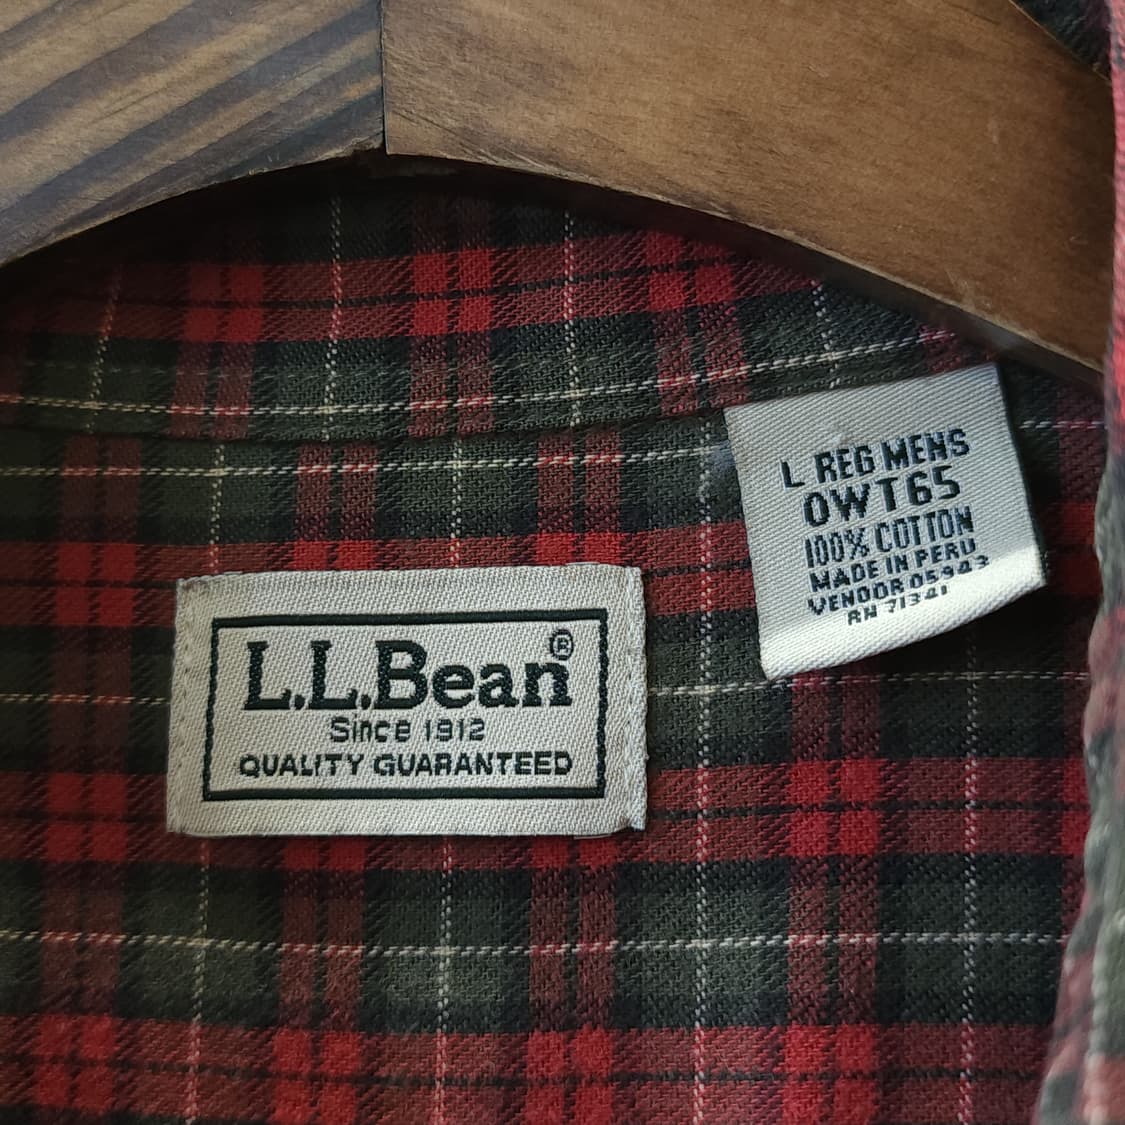 L REG MENS
0WT65
100% COTTON
MADE IN PERU
VENDOR 05943
RN 71341
L.L.Bean®
Since 1912
QUALITY GUARANTEED